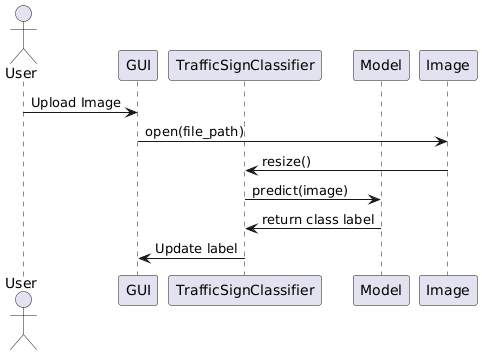 User
GUI
TrafficSignClassifier
Model
Image
Upload Image
open(file_path)
resize()
predict(image)
return class label
Update label
User
GUI
TrafficSignClassifier
Model
Image